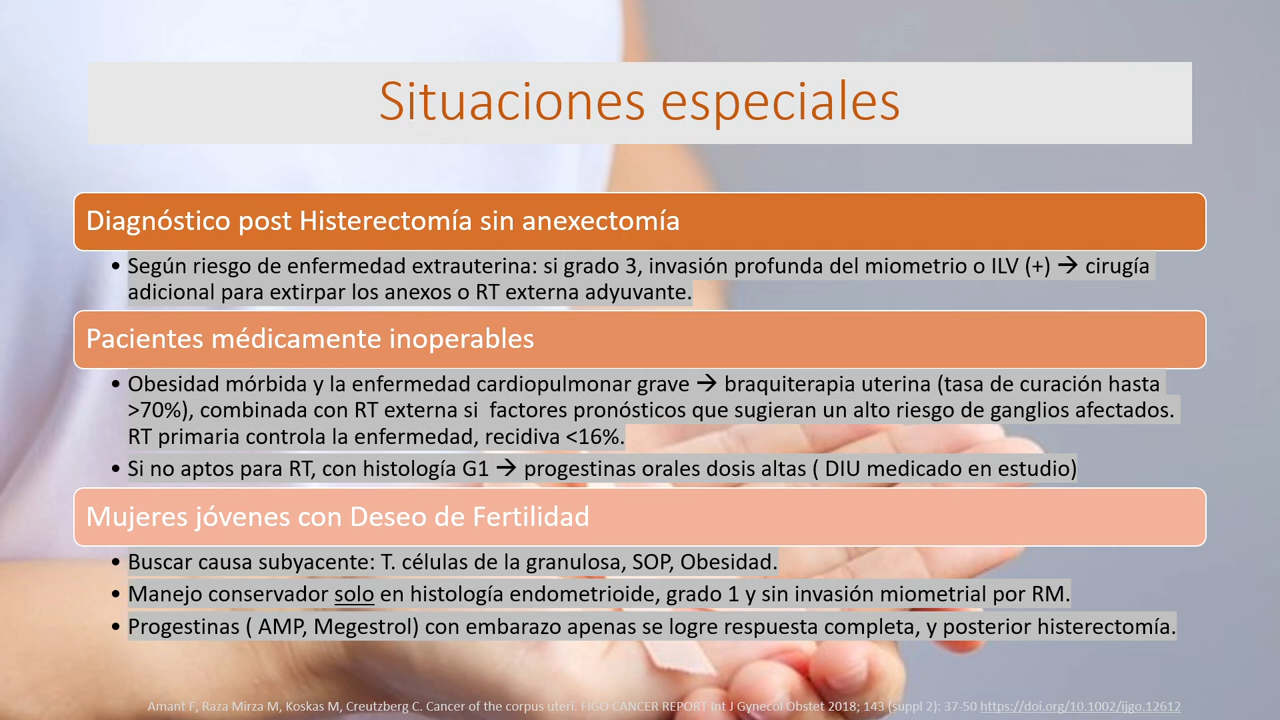 Situaciones especiales
Diagnóstico post Histerectomía sin anexectomía
• Según riesgo de enfermedad extrauterina: si grado 3, invasión profunda del miometrio o ILV (+) → cirugía
adicional para extirpar los anexos o RT externa adyuvante.
Pacientes médicamente inoperables
• Obesidad mórbida y la enfermedad cardiopulmonar grave → braquiterapia uterina (tasa de curación hasta
>70%), combinada con RT externa si  factores pronósticos que sugieran un alto riesgo de ganglios afectados.
RT primaria controla la enfermedad, recidiva <16%.
• Si no aptos para RT, con histología G1 → progestinas orales dosis altas ( DIU medicado en estudio)
Mujeres jóvenes con Deseo de Fertilidad
• Buscar causa subyacente: T. células de la granulosa, SOP, Obesidad.
• Manejo conservador solo en histología endometrioide, grado 1 y sin invasión miometrial por RM.
• Progestinas ( AMP, Megestrol) con embarazo apenas se logre respuesta completa, y posterior histerectomía.
Amant F, Raza Mirza M, Koskas M, Creutzberg C. Cancer of the corpus uteri. FIGO CANCER REPORT Int J Gynecol Obstet 2018; 143 (suppl 2): 37-50 https://doi.org/10.1002/ijgo.12612